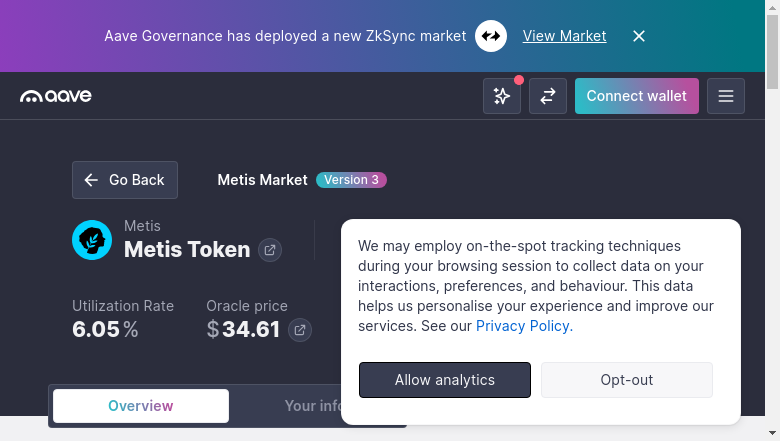 Aave Governance has deployed a new ZkSync market View Market
aave
Connect wallet
Go Back
Metis Market Version 3
Metis
Metis Token
Utilization Rate
6.05%
Oracle price
$34.61
We may employ on-the-spot tracking techniques
during your browsing session to collect data on your
interactions, preferences, and behaviour. This data
helps us personalise your experience and improve our
services. See our Privacy Policy.
Allow analytics
Opt-out
Overview
Your info